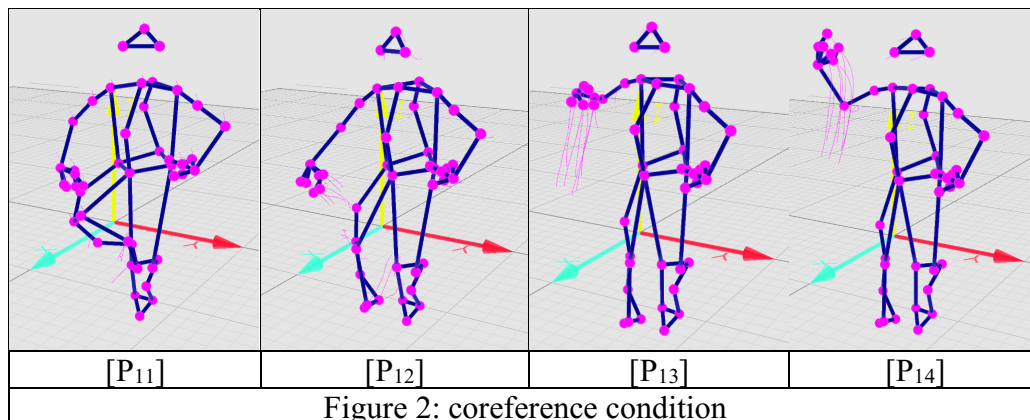 [P₁₁] [P₁₂] [P₁₃] [P₁₄]
Figure 2: coreference condition